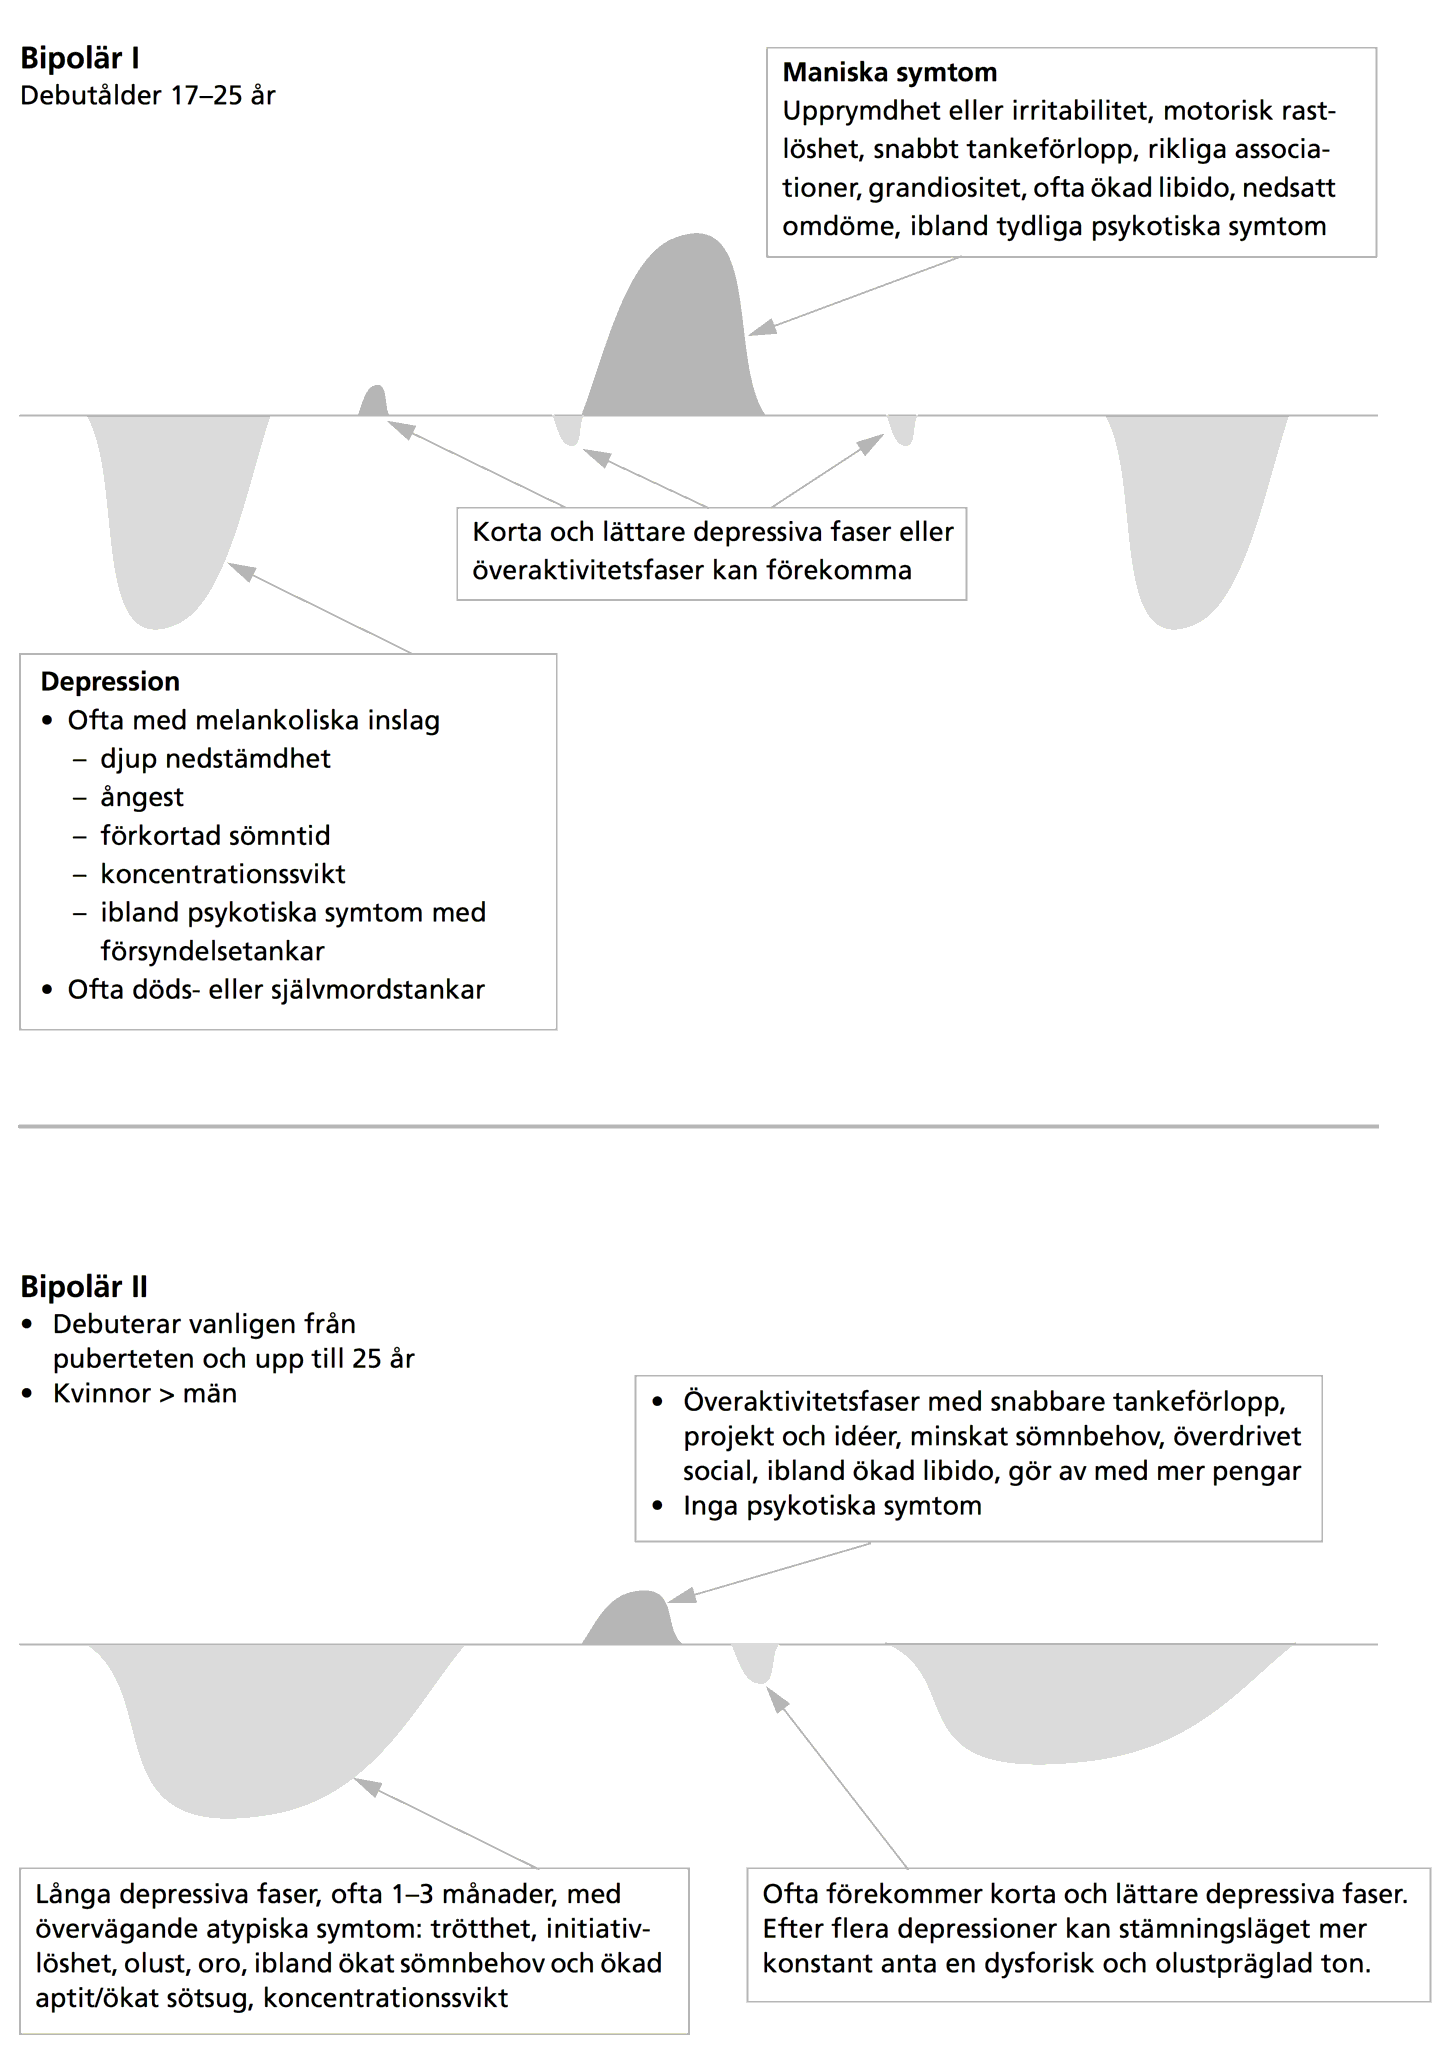 Bipolär I
Debutålder 17–25 år
Maniska symtom
Upprymdhet eller irritabilitet, motorisk rast-
löshet, snabbt tankeförlopp, rikliga associa-
tioner, grandiositet, ofta ökad libido, nedsatt
omdöme, ibland tydliga psykotiska symtom
Korta och lättare depressiva faser eller
överaktivitetsfaser kan förekomma
Depression
• Ofta med melankoliska inslag
– djup nedstämdhet
– ångest
– förkortad sömntid
– koncentrationssvikt
– ibland psykotiska symtom med
försyndelsetankar
• Ofta döds- eller självmordstankar
Bipolär II
• Debuterar vanligen från
puberteten och upp till 25 år
• Kvinnor > män
• Överaktivitetsfaser med snabbare tankeförlopp,
projekt och idéer, minskat sömnbehov, överdrivet
social, ibland ökad libido, gör av med mer pengar
• Inga psykotiska symtom
Långa depressiva faser, ofta 1–3 månader, med
övervägande atypiska symtom: trötthet, initiativ-
löshet, olust, oro, ibland ökat sömnbehov och ökad
aptit/ökat sötsug, koncentrationssvikt
Ofta förekommer korta och lättare depressiva faser.
Efter flera depressioner kan stämningsläget mer
konstant anta en dysforisk och olustpräglad ton.